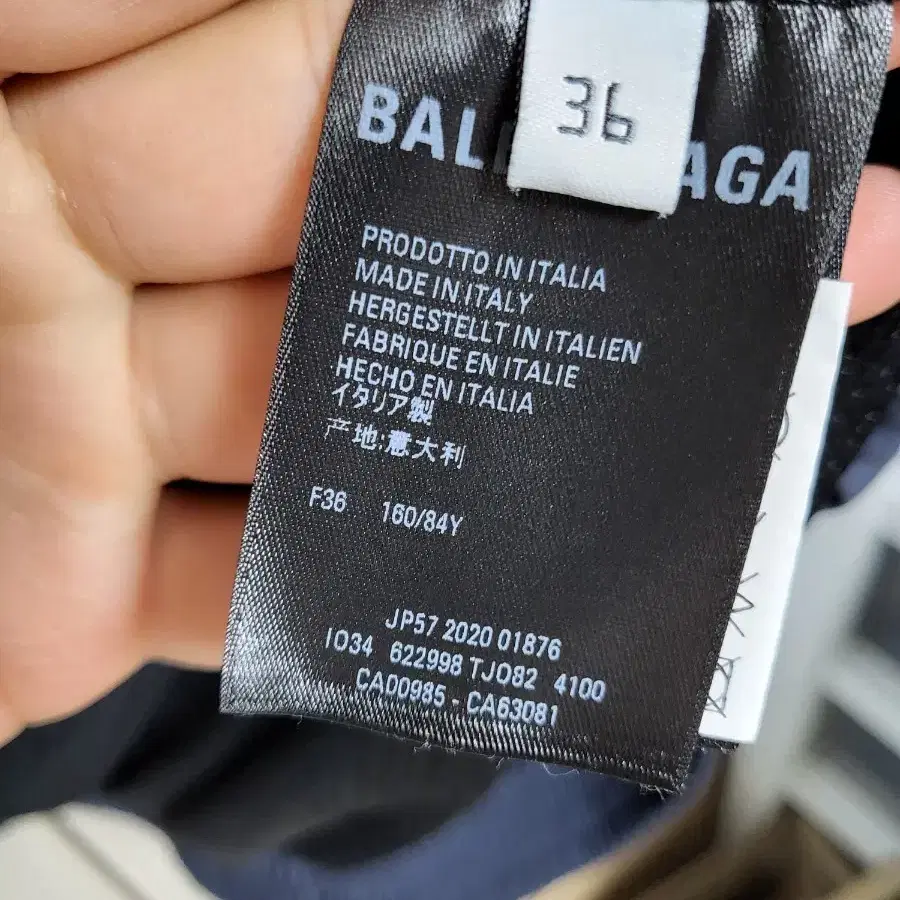 36
PRODOTTO IN ITALIA
MADE IN ITALY
HERGESTELLT IN ITALIEN
FABRIQUE EN ITALIE
HECHO EN ITALIA
イタリア製
产地:意大利
F36 160/84Y
JP57 2020 01876
IO34 622998 TJO82 4100
CA00985 - CA63081